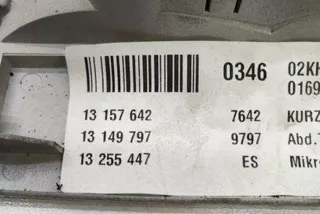 0346 02KH
0169
13 157 642 7642 KURZ
13 149 797 9797 Abd.
13 255 447 ES Mikr